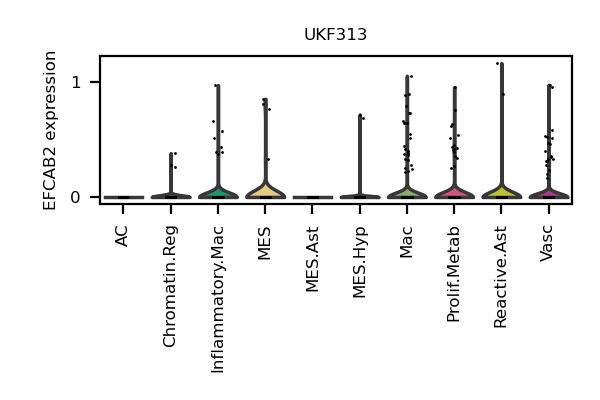 UKF313
EFCAB2 expression
1
0
AC
Chromatin.Reg
Inflammatory.Mac
MES
MES.Ast
MES.Hyp
Mac
Prolif.Metab
Reactive.Ast
Vasc